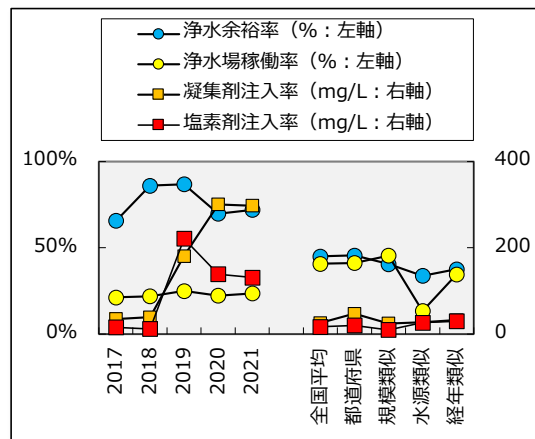 浄水余裕率（%：左軸）
浄水場稼働率（%：左軸）
凝集剤注入率（mg/L：右軸）
塩素剤注入率（mg/L：右軸）
100%
400
50%
200
0%
0
2017
2018
2019
2020
2021
全国平均
都道府県
規模類似
水源類似
経年類似